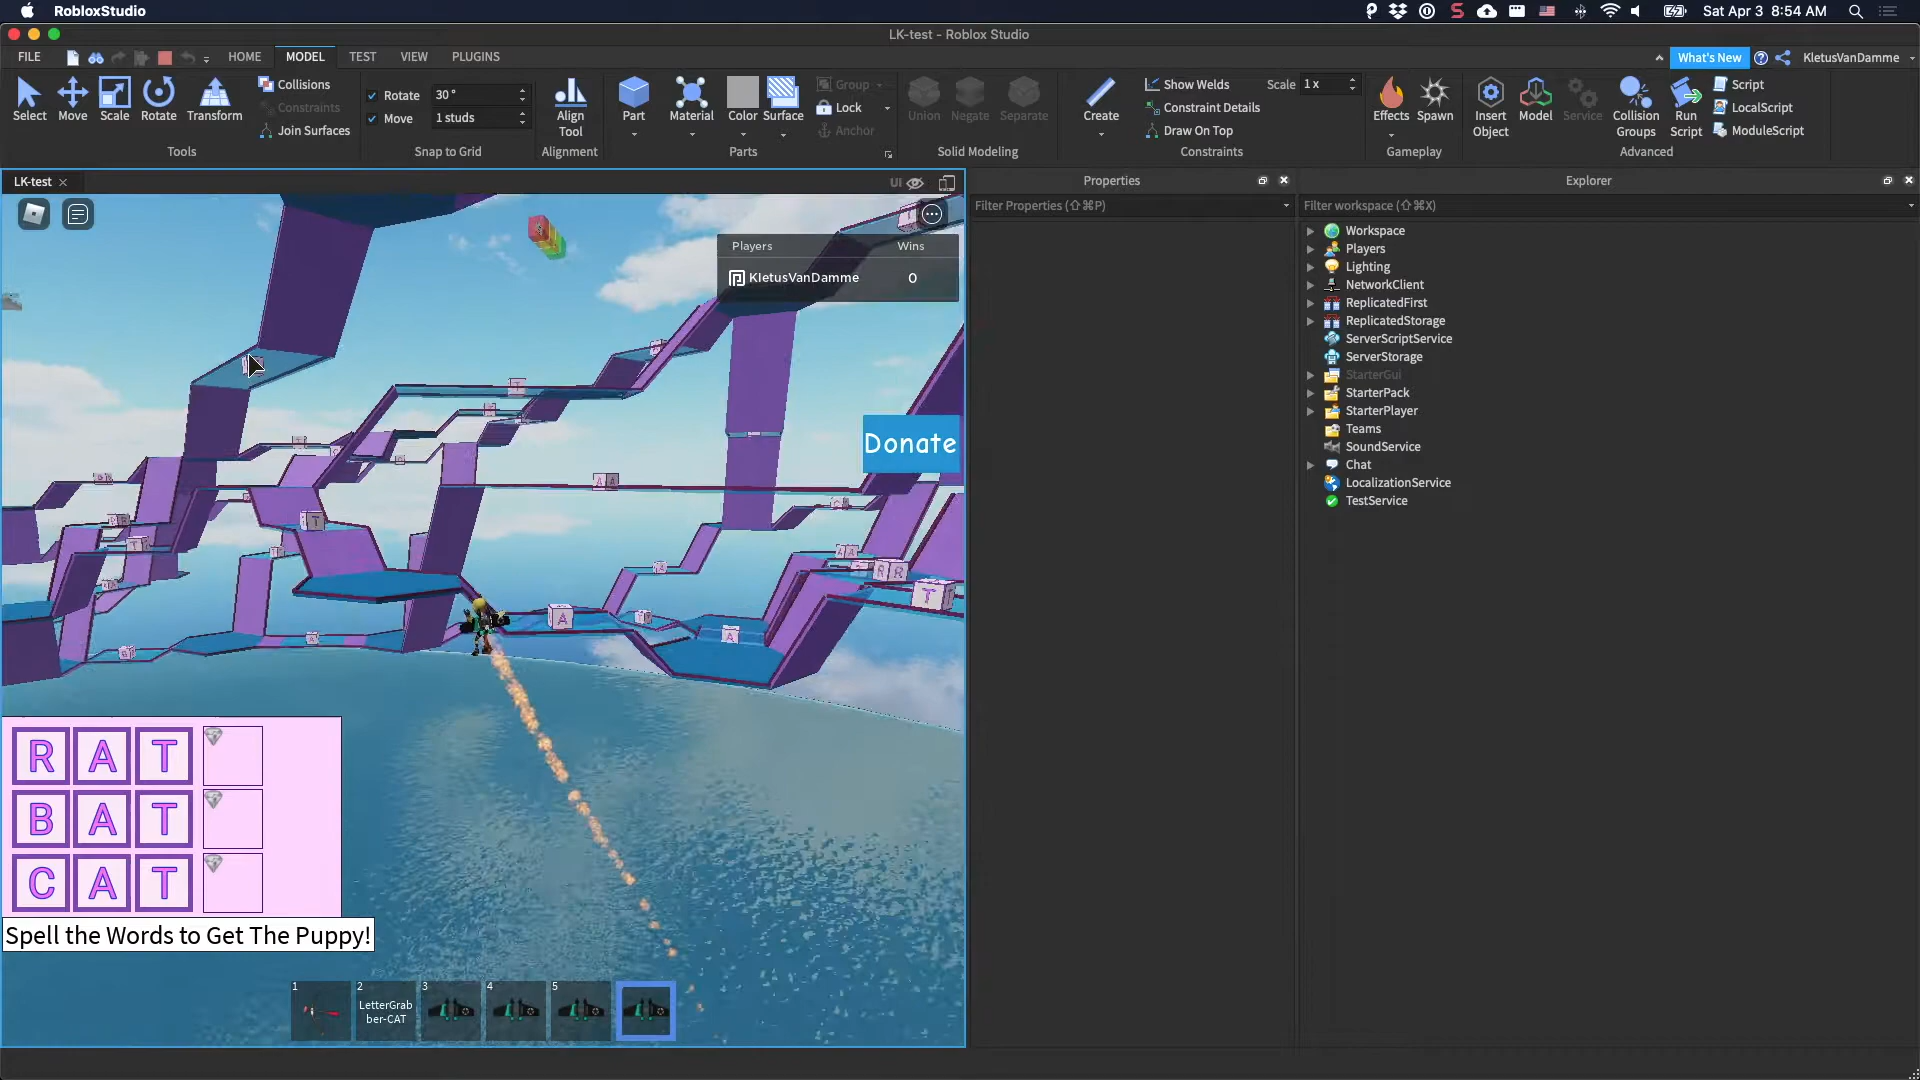 RobloxStudio
Sat Apr 3 8:54 AM
LK-test - Roblox Studio
FILE HOME MODEL TEST VIEW PLUGINS What's New KletusVanDamme
Select Move Scale Rotate Transform
Collisions
Constraints
Join Surfaces
Tools
Rotate 30°
Move 1 studs
Snap to Grid
Align Tool
Alignment
Part Material Color Surface
Group
Lock
Anchor
Parts
Union Negate Separate
Solid Modeling
Create
Show Welds Scale 1 x
Constraint Details
Draw On Top
Constraints
Effects Spawn
Gameplay
Insert Object Model Service Collision Groups Run Script
Script
LocalScript
ModuleScript
Advanced
LK-test
UI
Properties
Filter Properties (⇧⌘P)
Explorer
Filter workspace (⇧⌘X)
Workspace
Players
Lighting
NetworkClient
ReplicatedFirst
ReplicatedStorage
ServerScriptService
ServerStorage
StarterGui
StarterPack
StarterPlayer
Teams
SoundService
Chat
LocalizationService
TestService
Players Wins
KletusVanDamme 0
Donate
T
A A
T
R R
T
A
A
R A T
B A T
C A T
Spell the Words to Get The Puppy!
1 2 3 4 5
LetterGrab
ber-CAT